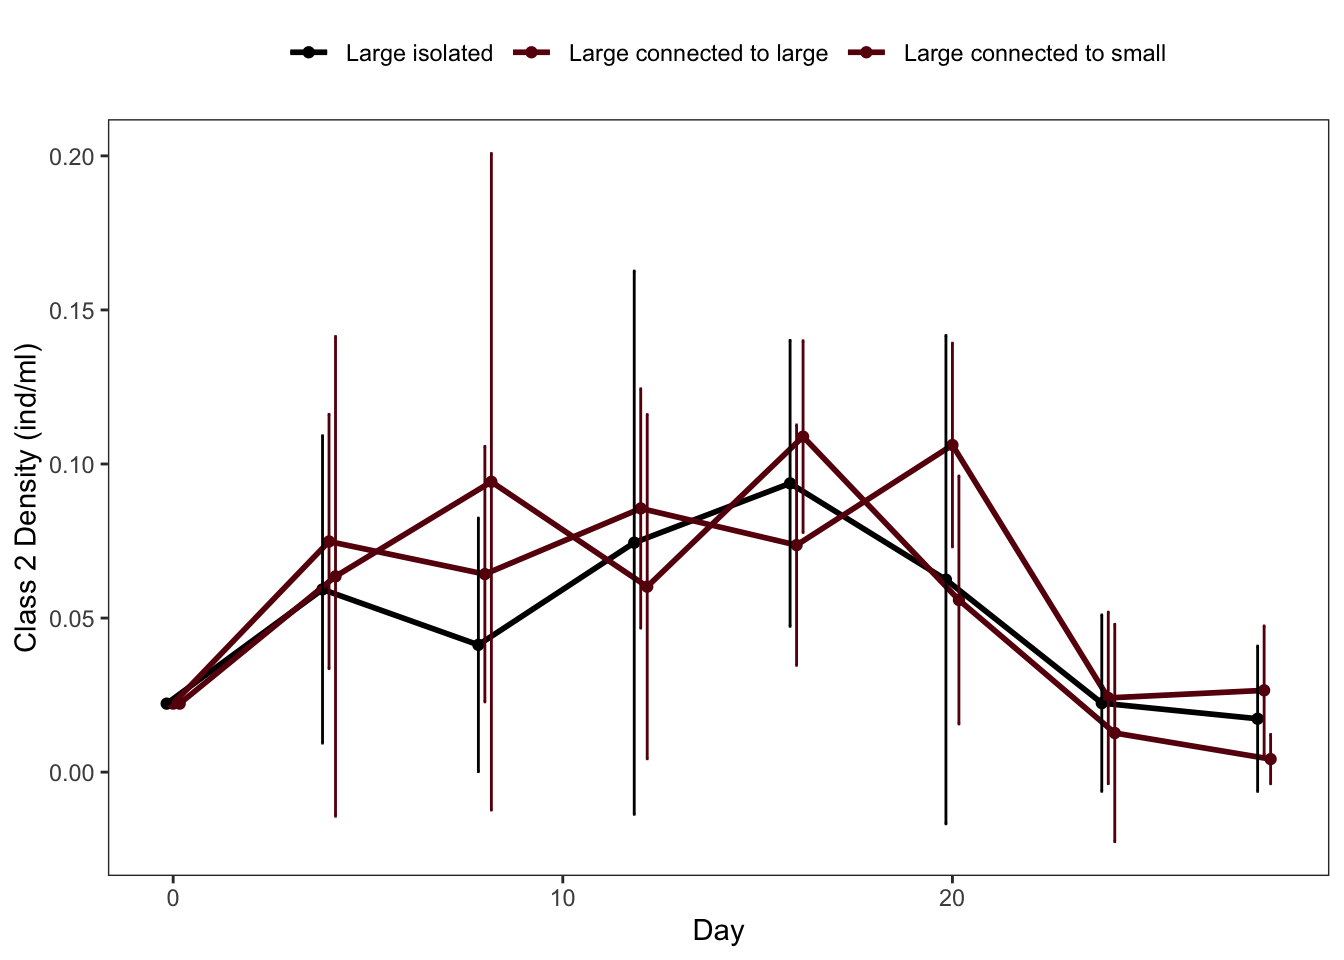 Large isolated Large connected to large Large connected to small
0.20
0.15
0.10
0.05
0.00
Class 2 Density (ind/ml)
0 10 20
Day